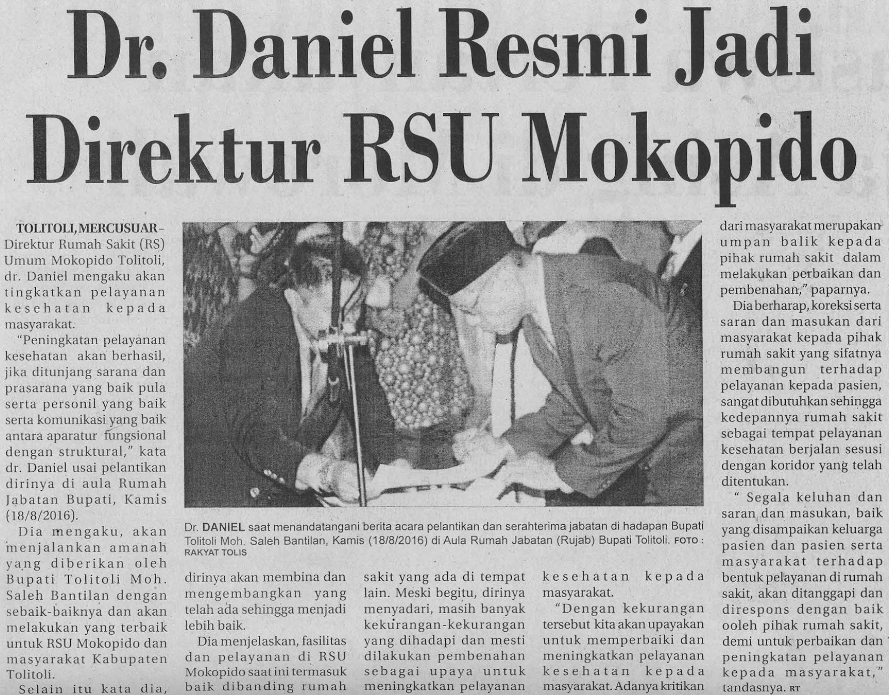 Dr. Daniel Resmi Jadi
Direktur RSU Mokopido
TOLITOLI, MERCUSUAR –
Direktur Rumah Sakit (RS)
Umum Mokopido Tolitoli,
dr. Daniel mengaku akan
tingkatkan pelayanan
kesehatan kepada
masyarakat.
"Peningkatan pelayanan
kesehatan akan berhasil,
jika ditunjang sarana dan
prasarana yang baik pula
serta personil yang baik
serta komunikasi yang baik
antara aparatur fungsional
dengan struktural," kata
dr. Daniel usai pelantikan
dirinya di aula Rumah
Jabatan Bupati, Kamis
(18/8/2016).
Dia mengaku, akan
menjalankan amanah
yang diberikan oleh
Bupati Tolitoli Moh.
Saleh Bantilan dengan
sebaik-baiknya dan akan
melakukan yang terbaik
untuk RSU Mokopido dan
masyarakat Kabupaten
Tolitoli.
Selain itu kata dia,
Dr. DANIEL saat menandatangani berita acara pelantikan dan serahterima jabatan di hadapan Bupati
Tolitoli Moh. Saleh Bantilan, Kamis (18/8/2016) di Aula Rumah Jabatan (Rujab) Bupati Tolitoli. FOTO :
RAKYAT TOLIS
dirinya akan membina dan
mengembangkan yang
telah ada sehingga menjadi
lebih baik.
Dia menjelaskan, fasilitas
dan pelayanan di RSU
Mokopido saat ini termasuk
baik dibanding rumah
sakit yang ada di tempat
lain. Meski begitu, dirinya
menyadari, masih banyak
kekurangan-kekurangan
yang dihadapi dan mesti
dilakukan pembenahan
sebagai upaya untuk
meningkatkan pelayanan
kesehatan kepada
masyarakat.
"Dengan kekurangan
tersebut kita akan upayakan
untuk memperbaiki dan
meningkatkan pelayanan
kesehatan kepada
masyarakat. Adanya kritikan
dari masyarakat merupakan
umpan balik kepada
pihak rumah sakit dalam
melakukan perbaikan dan
pembenahan," paparnya.
Dia berharap, koreksi serta
saran dan masukan dari
masyarakat kepada pihak
rumah sakit yang sifatnya
membangun terhadap
pelayanan kepada pasien,
sangat dibutuhkan sehingga
kedepannya rumah sakit
sebagai tempat pelayanan
kesehatan berjalan sesusi
dengan koridor yang telah
ditentukan.
" Segala keluhan dan
saran dan masukan, baik
yang disampaikan keluarga
pasien dan pasien serta
masyarakat terhadap
bentuk pelayanan di rumah
sakit, akan ditanggapi dan
direspons dengan baik
ooleh pihak rumah sakit,
demi untuk perbaikan dan
peningkatan pelayanan
kepada masyarakat,"
tandasnya. RT